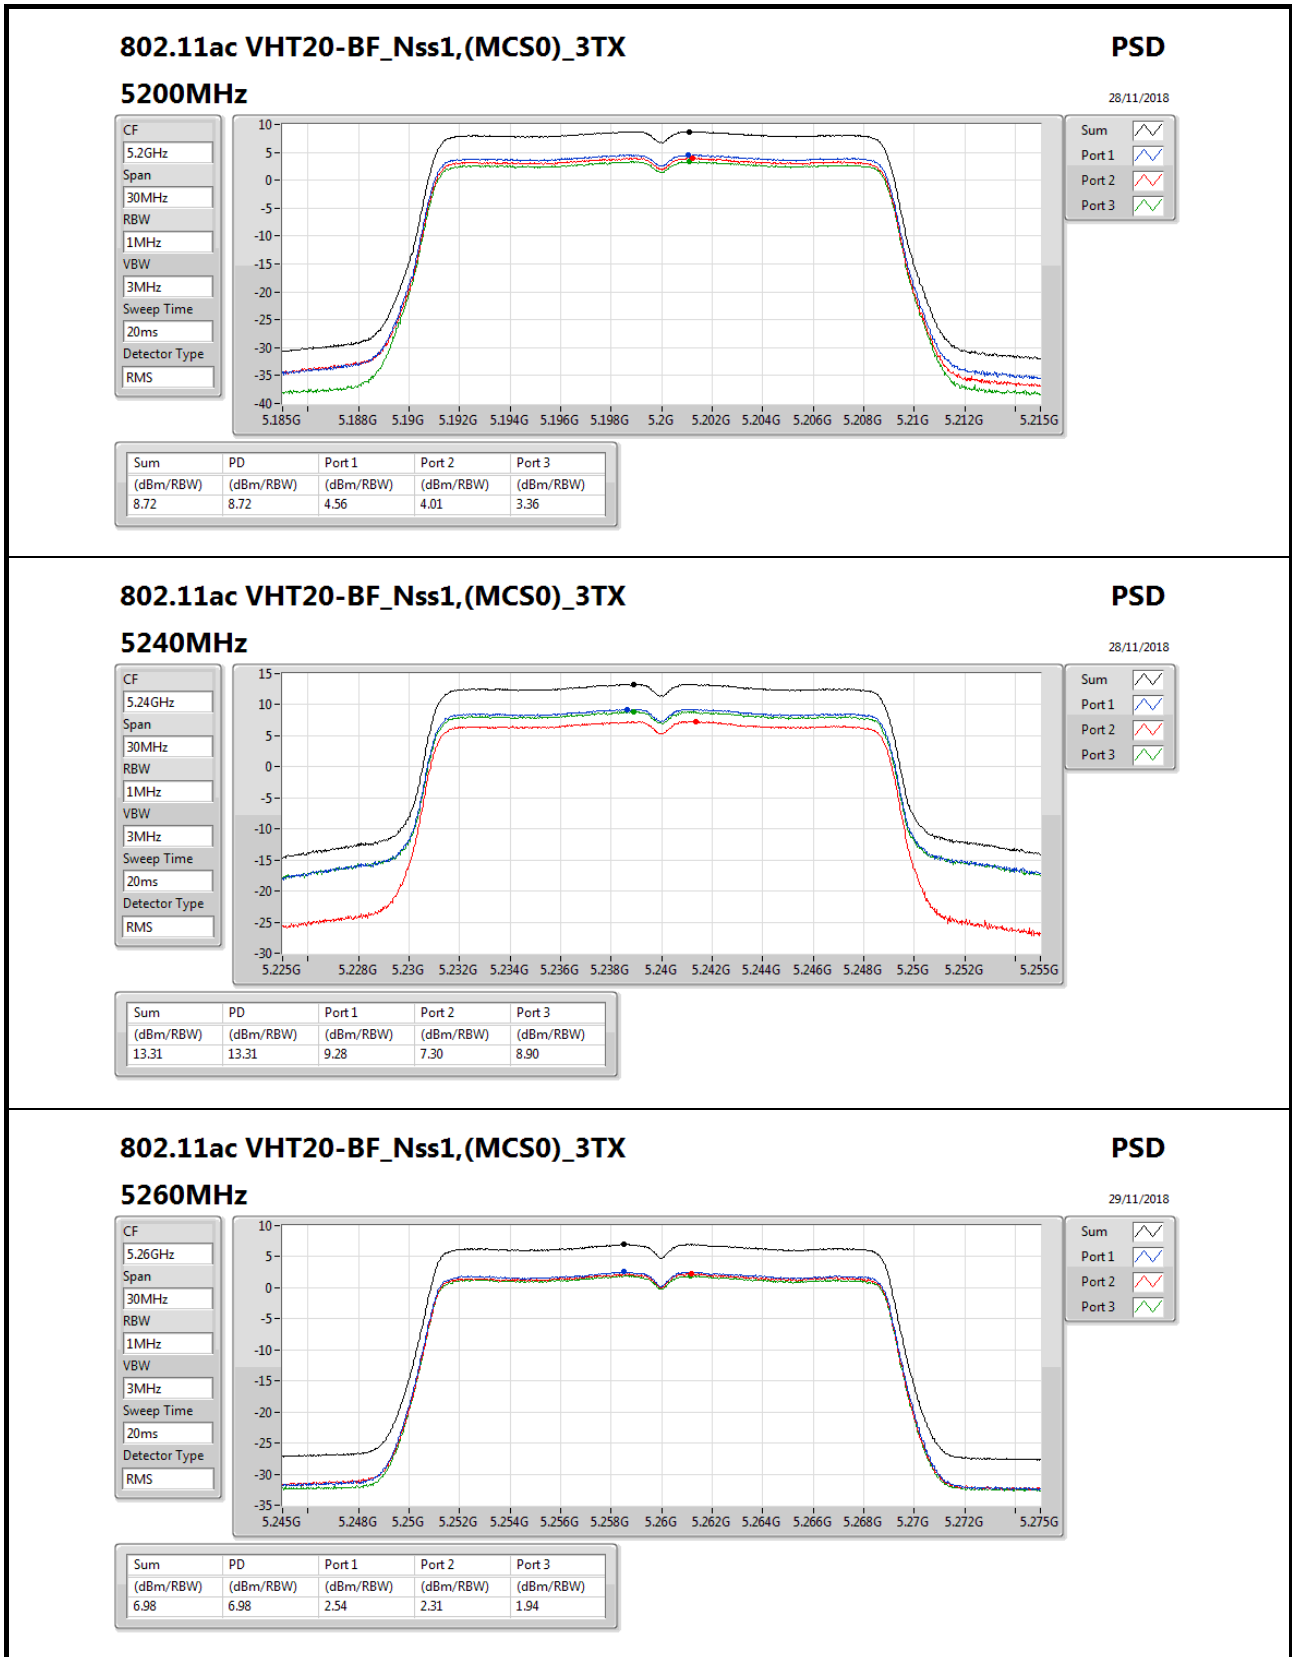 802.11ac VHT20-BF_Nss1,(MCS0)_3TX PSD
5200MHz 28/11/2018
CF
5.2GHz
Span
30MHz
RBW
1MHz
VBW
3MHz
Sweep Time
20ms
Detector Type
RMS
10
5
0
-5
-10
-15
-20
-25
-30
-35
-40
5.185G 5.188G 5.19G 5.192G 5.194G 5.196G 5.198G 5.2G 5.202G 5.204G 5.206G 5.208G 5.21G 5.212G 5.215G
Sum
Port 1
Port 2
Port 3
Sum PD Port 1 Port 2 Port 3
(dBm/RBW) (dBm/RBW) (dBm/RBW) (dBm/RBW) (dBm/RBW)
8.72 8.72 4.56 4.01 3.36
802.11ac VHT20-BF_Nss1,(MCS0)_3TX PSD
5240MHz 28/11/2018
CF
5.24GHz
Span
30MHz
RBW
1MHz
VBW
3MHz
Sweep Time
20ms
Detector Type
RMS
15
10
5
0
-5
-10
-15
-20
-25
-30
5.225G 5.228G 5.23G 5.232G 5.234G 5.236G 5.238G 5.24G 5.242G 5.244G 5.246G 5.248G 5.25G 5.252G 5.255G
Sum
Port 1
Port 2
Port 3
Sum PD Port 1 Port 2 Port 3
(dBm/RBW) (dBm/RBW) (dBm/RBW) (dBm/RBW) (dBm/RBW)
13.31 13.31 9.28 7.30 8.90
802.11ac VHT20-BF_Nss1,(MCS0)_3TX PSD
5260MHz 29/11/2018
CF
5.26GHz
Span
30MHz
RBW
1MHz
VBW
3MHz
Sweep Time
20ms
Detector Type
RMS
10
5
0
-5
-10
-15
-20
-25
-30
-35
5.245G 5.248G 5.25G 5.252G 5.254G 5.256G 5.258G 5.26G 5.262G 5.264G 5.266G 5.268G 5.27G 5.272G 5.275G
Sum
Port 1
Port 2
Port 3
Sum PD Port 1 Port 2 Port 3
(dBm/RBW) (dBm/RBW) (dBm/RBW) (dBm/RBW) (dBm/RBW)
6.98 6.98 2.54 2.31 1.94